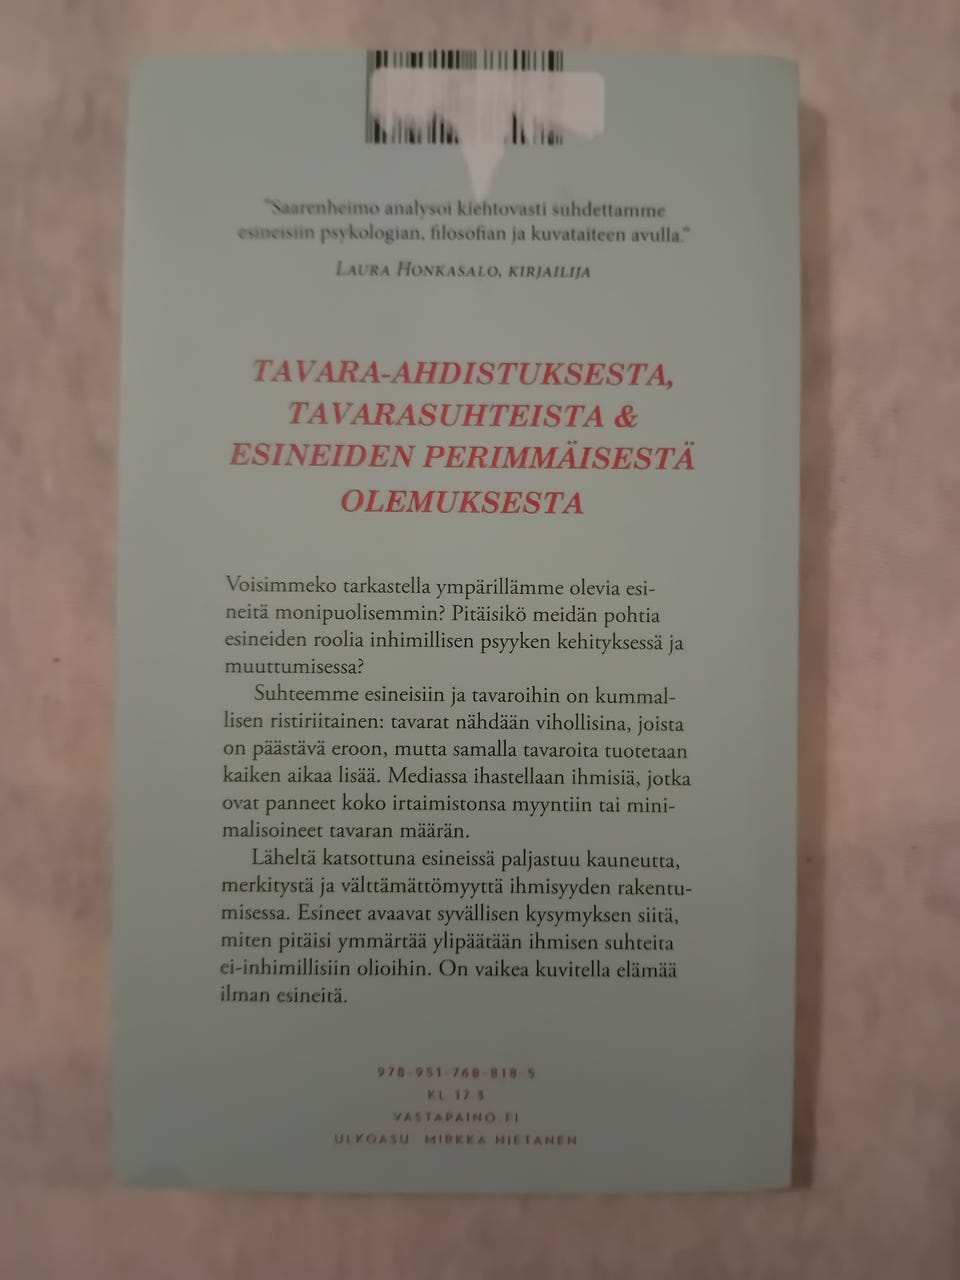 "Saarenheimo analysoi kiehtovasti suhdettamme
esineisiin psykologian, filosofian ja kuvataiteen avulla."
Laura Honkasalo, kirjailija
TAVARA-AHDISTUKSESTA,
TAVARASUHTEISTA &
ESINEIDEN PERIMMÄISESTÄ
OLEMUKSESTA
Voisimmeko tarkastella ympärillämme olevia esi-
neitä monipuolisemmin? Pitäisikö meidän pohtia
esineiden roolia inhimillisen psyyken kehityksessä ja
muuttumisessa?
Suhteemme esineisiin ja tavaroihin on kummal-
lisen ristiriitainen: tavarat nähdään vihollisina, joista
on päästävä eroon, mutta samalla tavaroita tuotetaan
kaiken aikaa lisää. Mediassa ihastellaan ihmisiä, jotka
ovat panneet koko irtaimistonsa myyntiin tai mini-
malisoineet tavaran määrän.
Läheltä katsottuna esineissä paljastuu kauneutta,
merkitystä ja välttämättömyyttä ihmisyyden rakentu-
misessa. Esineet avaavat syvällisen kysymyksen siitä,
miten pitäisi ymmärtää ylipäätään ihmisen suhteita
ei-inhimillisiin olioihin. On vaikea kuvitella elämää
ilman esineitä.
978-951-768-818-5
KL 17.3
VASTAPAINO.FI
ULKOASU: MIRKKA HIETANEN